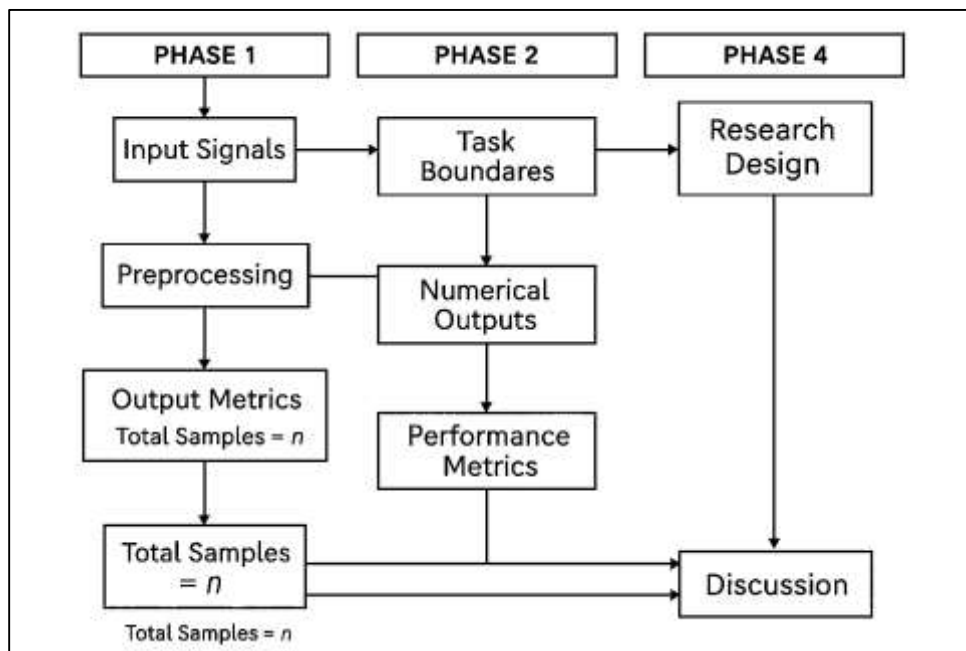 PHASE 1
PHASE 2
PHASE 4
Input Signals
Task
Boundares
Research
Design
Preprocessing
Numerical
Outputs
Output Metrics
Total Samples = n
Performance
Metrics
Total Samples
= n
Discussion
Total Samples = n